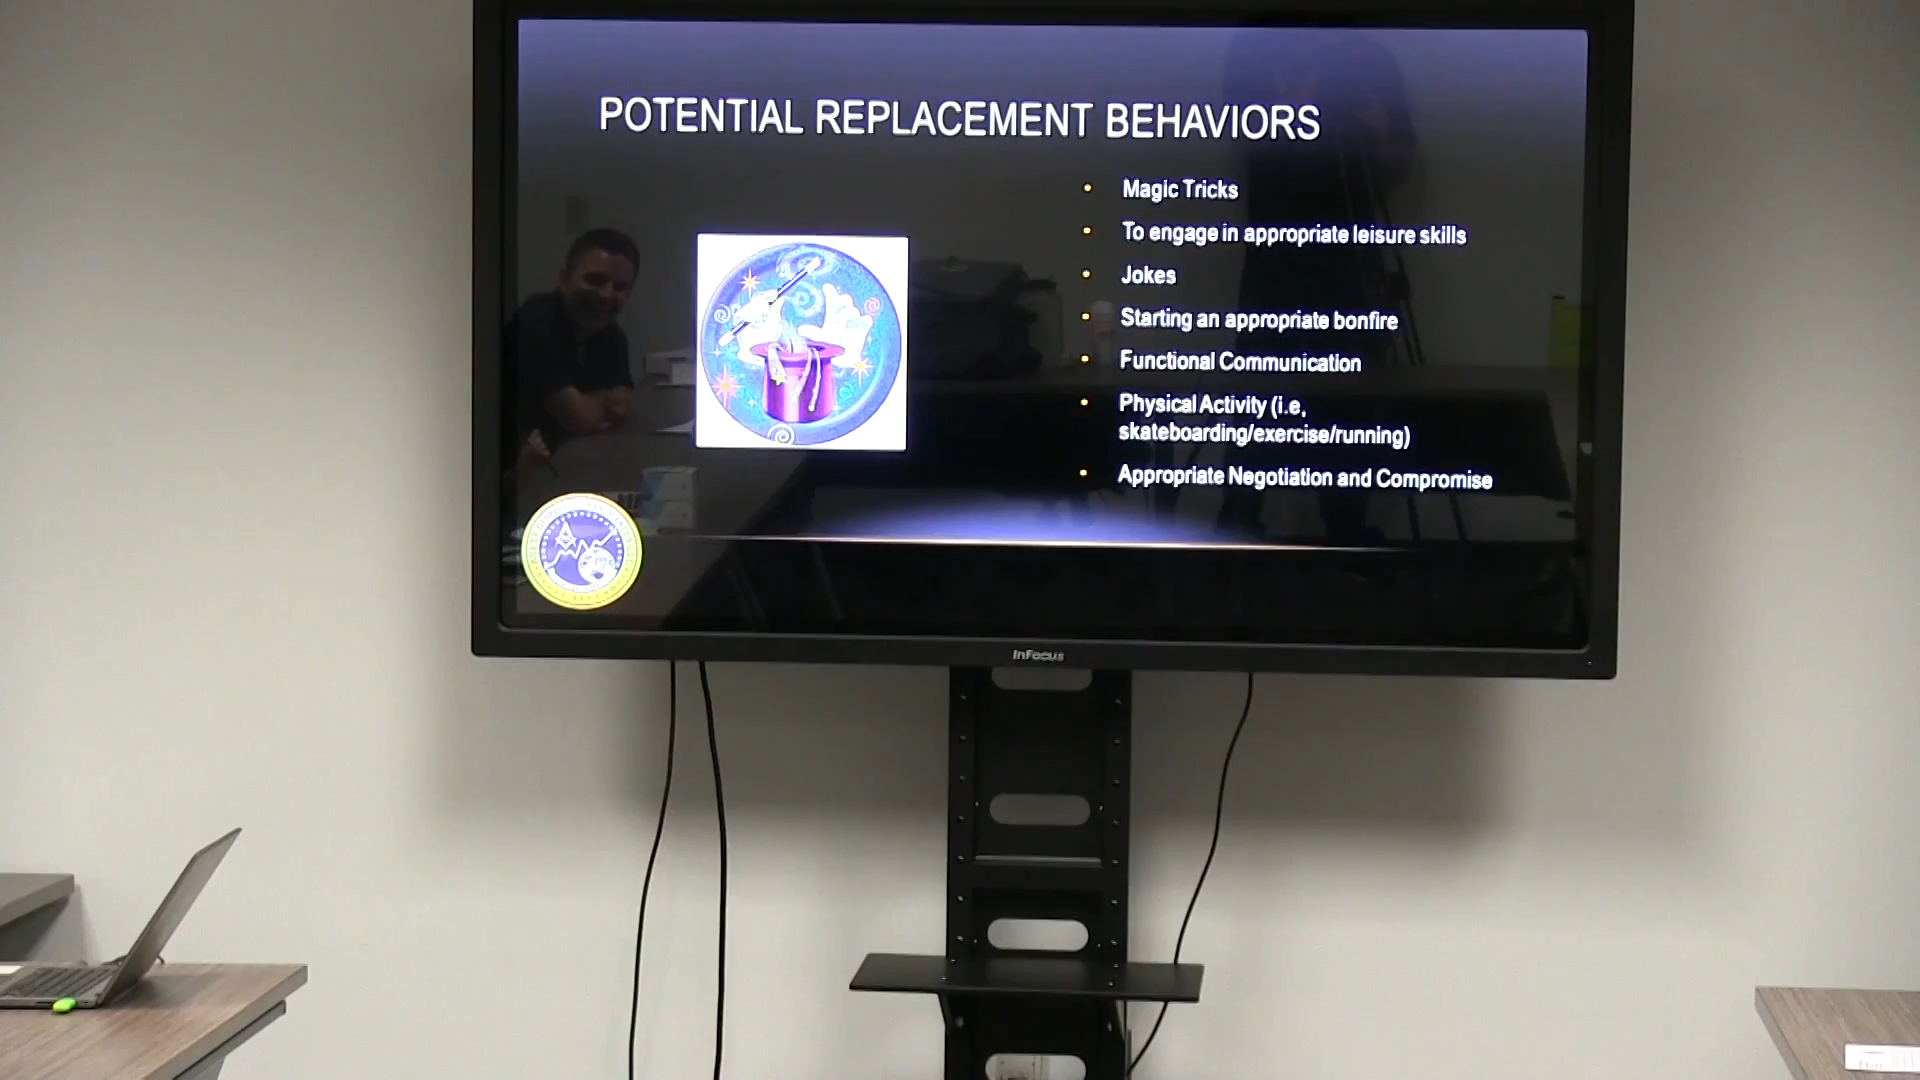 POTENTIAL REPLACEMENT BEHAVIORS
Magic Tricks
To engage in appropriate leisure skills
Jokes
Starting an appropriate bonfire
Functional Communication
Physical Activity (i.e,
skateboarding/exercise/running)
Appropriate Negotiation and Compromise
InFocus